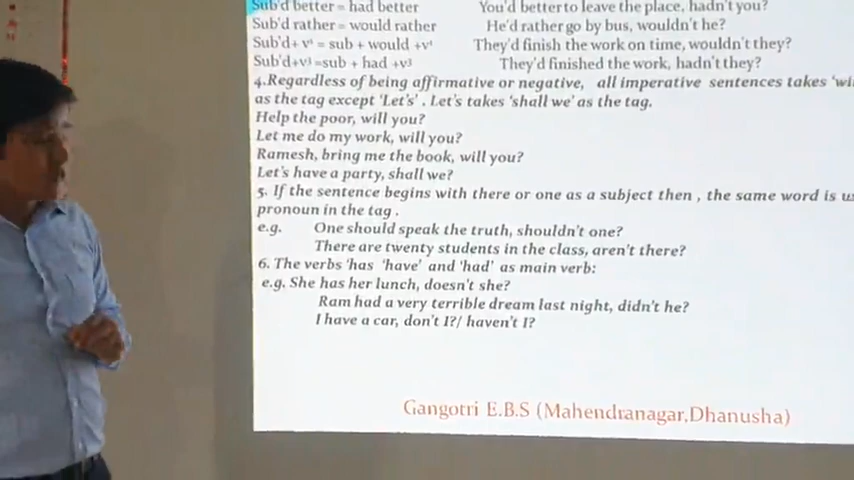 Sub'd better = had better You'd better to leave the place, hadn't you?
Sub'd rather = would rather He'd rather go by bus, wouldn't he?
Sub'd+ v¹ = sub + would +v¹ They'd finish the work on time, wouldn't they?
Sub'd+v³ =sub + had +v³ They'd finished the work, hadn't they?
4.Regardless of being affirmative or negative, all imperative sentences takes
as the tag except 'Let's' . Let's takes 'shall we' as the tag.
Help the poor, will you?
Let me do my work, will you?
Ramesh, bring me the book, will you?
Let's have a party, shall we?
5. If the sentence begins with there or one as a subject then , the same word is
pronoun in the tag .
e.g. One should speak the truth, shouldn't one?
There are twenty students in the class, aren't there?
6. The verbs 'has 'have' and 'had' as main verb:
e.g. She has her lunch, doesn't she?
Ram had a very terrible dream last night, didn't he?
I have a car, don't I?/ haven't I?
Gangotri E.B.S (Mahendranagar,Dhanusha)